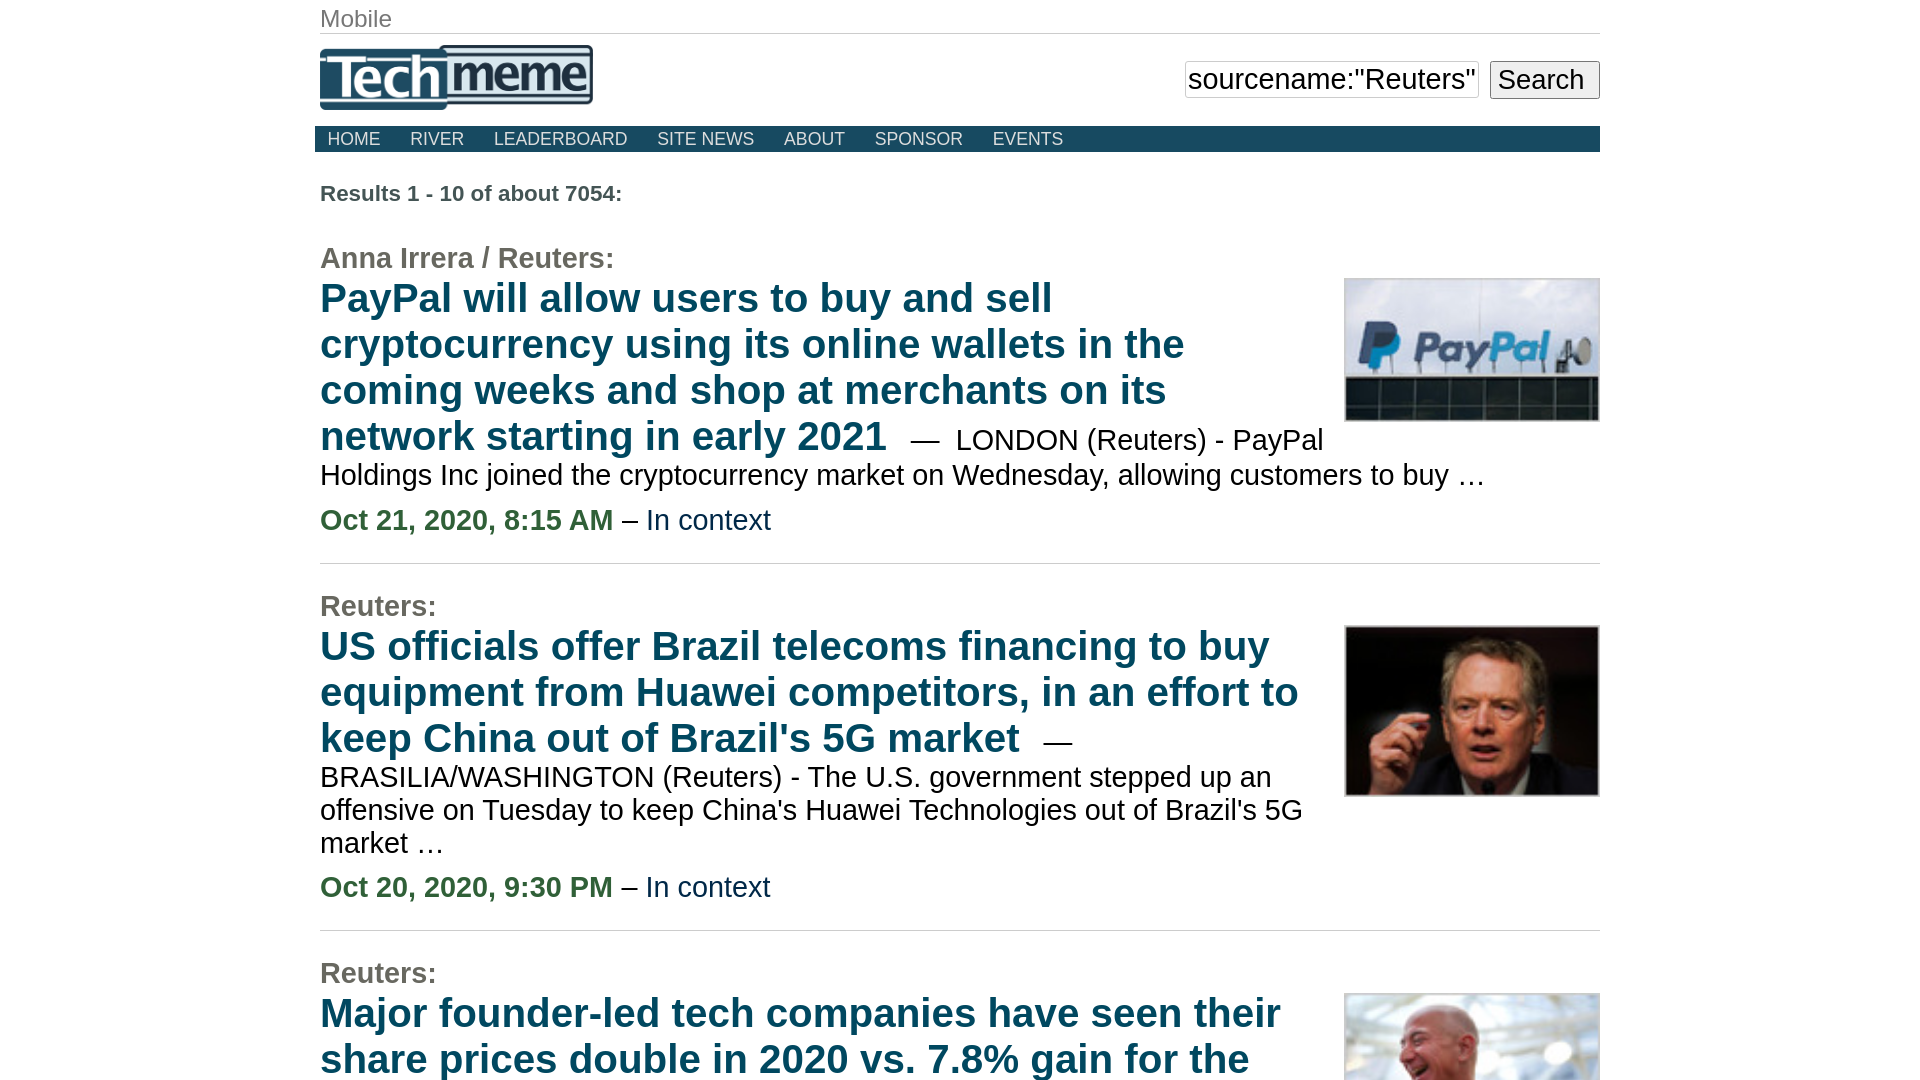 Mobile
Techmeme
sourcename:"Reuters" Search
HOME RIVER LEADERBOARD SITE NEWS ABOUT SPONSOR EVENTS
Results 1 - 10 of about 7054:
Anna Irrera / Reuters:
PayPal will allow users to buy and sell
cryptocurrency using its online wallets in the
coming weeks and shop at merchants on its
network starting in early 2021 — LONDON (Reuters) - PayPal
Holdings Inc joined the cryptocurrency market on Wednesday, allowing customers to buy …
PayPal
Oct 21, 2020, 8:15 AM – In context
Reuters:
US officials offer Brazil telecoms financing to buy
equipment from Huawei competitors, in an effort to
keep China out of Brazil's 5G market —
BRASILIA/WASHINGTON (Reuters) - The U.S. government stepped up an
offensive on Tuesday to keep China's Huawei Technologies out of Brazil's 5G
market …
Oct 20, 2020, 9:30 PM – In context
Reuters:
Major founder-led tech companies have seen their
share prices double in 2020 vs. 7.8% gain for the